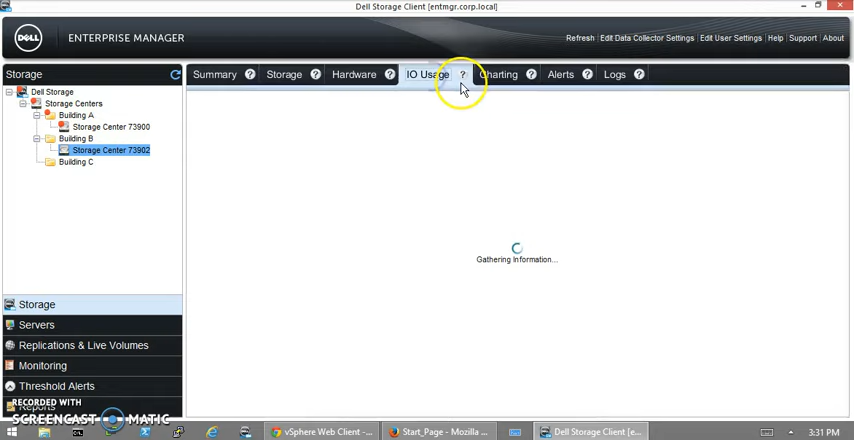 Dell Storage Client [entmgr.corp.local]
DELL
ENTERPRISE MANAGER
Refresh | Edit Data Collector Settings | Edit User Settings | Help | Support | About
Storage
Summary ? Storage ? Hardware ? IO Usage ? Charting ? Alerts ? Logs ?
Dell Storage
Storage Centers
Building A
Storage Center 73900
Building B
Storage Center 73902
Building C
Gathering Information...
Storage
Servers
Replications & Live Volumes
Monitoring
Threshold Alerts
Reports
RECORDED WITH
SCREENCAST MATIC
vSphere Web Client -...
Start_Page - Mozilla ...
Dell Storage Client [e...
3:31 PM